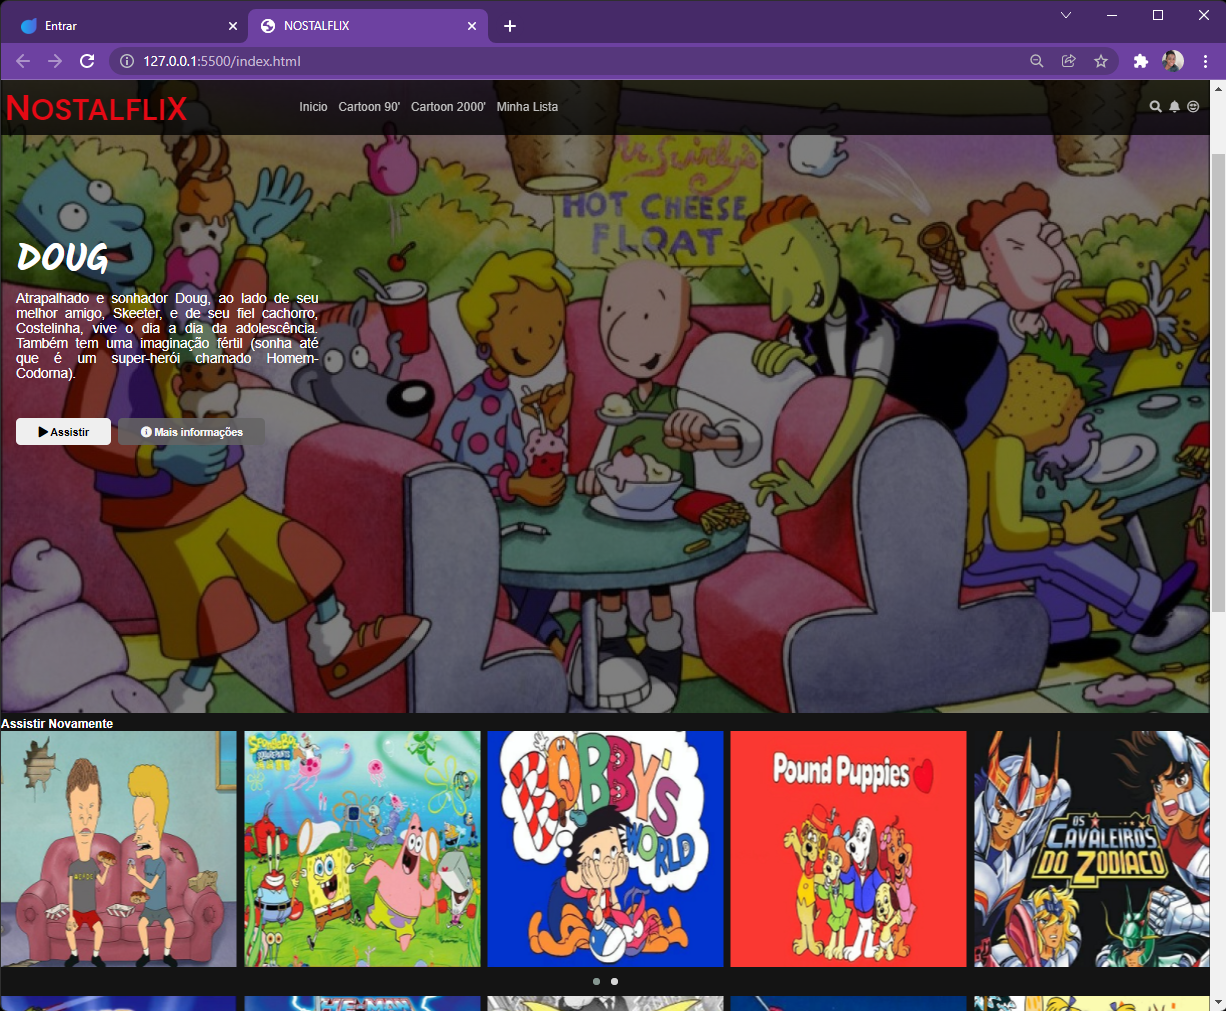 Entrar
NOSTALFLIX
127.0.0.1:5500/index.html
NOSTALFLIX
Inicio Cartoon 90' Cartoon 2000' Minha Lista
Mr. Swirly's
HOT CHEESE
FLOAT
DOUG
Atrapalhado e sonhador Doug, ao lado de seu
melhor amigo, Skeeter, e de seu fiel cachorro,
Costelinha, vive o dia a dia da adolescência.
Também tem uma imaginação fértil (sonha até
que é um super-herói chamado Homem-
Codorna).
Assistir Mais informações
Assistir Novamente
SpongeBob
SQUAREPANTS
BOBBY'S
WORLD
Pound Puppies
OS
CAVALEIROS
DO ZODIACO